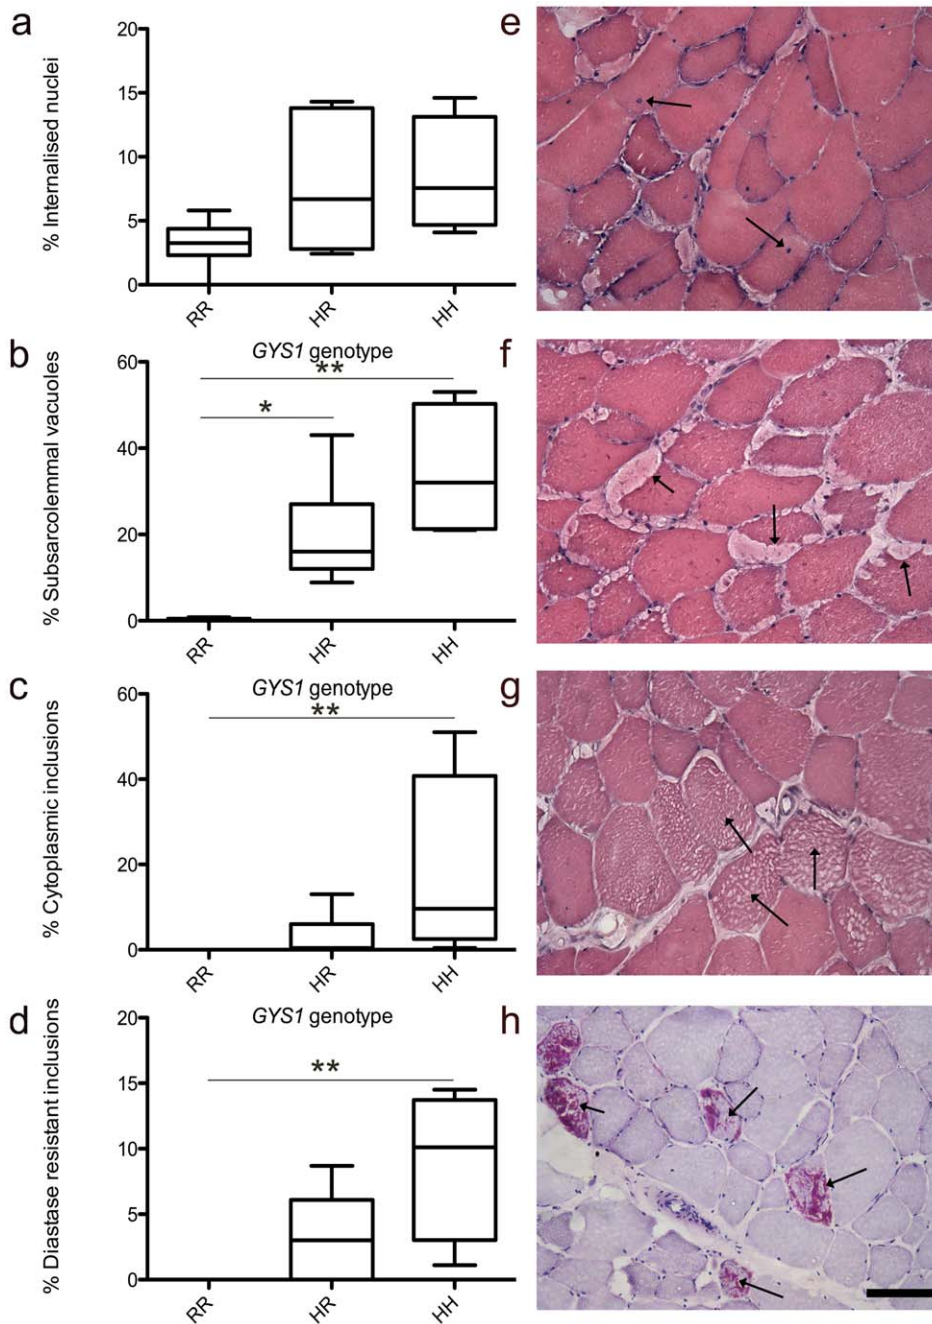 a
% Internalised nuclei
20
15
10
5
0
RR
HR
HH
GYS1 genotype
b
% Subsarcolemmal vacuoles
60
40
20
0
*
**
RR
HR
HH
GYS1 genotype
c
% Cytoplasmic inclusions
60
40
20
0
**
RR
HR
HH
GYS1 genotype
d
% Diastase resistant inclusions
20
15
10
5
0
**
RR
HR
HH
e
f
g
h